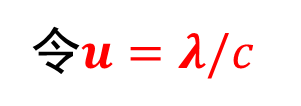 令u = λ/c